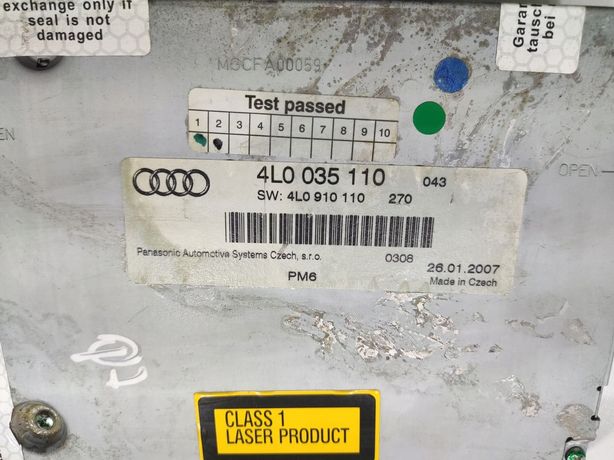 exchange only if
seal is not
damaged
Garan
tausch
bei
MGCFA00059
Test passed
1 2 3 4 5 6 7 8 9 10
OPEN
4L0 035 110 043
SW: 4L0 910 110 270
Panasonic Automotive Systems Czech, s.r.o. 0308 26.01.2007
PM6 Made in Czech
CLASS 1
LASER PRODUCT